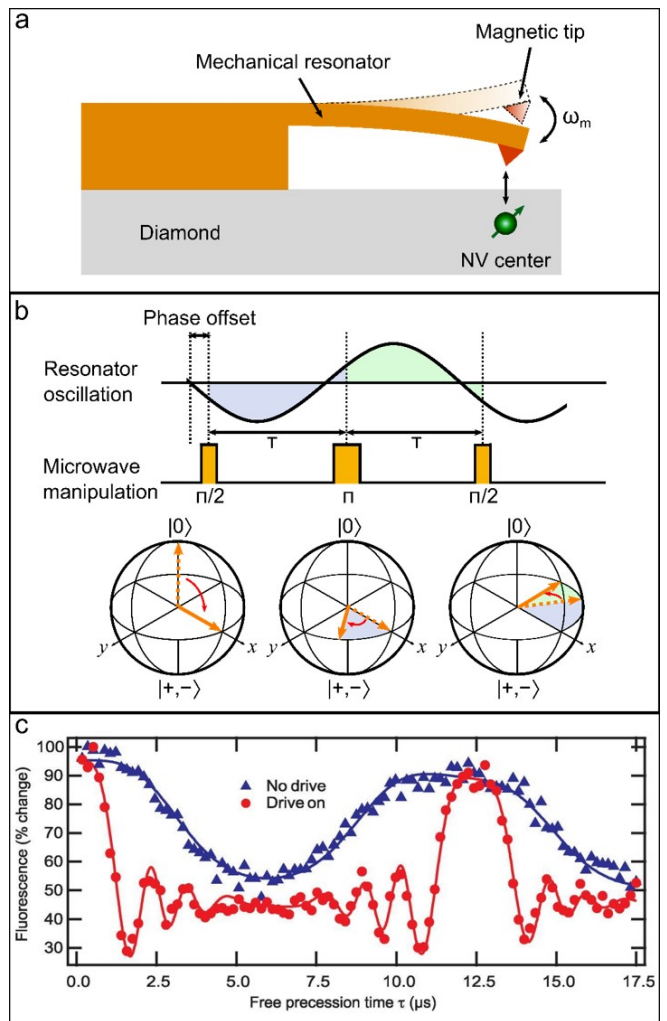 a
Magnetic tip
Mechanical resonator
ωm
Diamond
NV center
b
Phase offset
Resonator
oscillation
T T
Microwave
manipulation
π/2 π π/2
|0⟩ |0⟩ |0⟩
y x y x y x
|+,−⟩ |+,−⟩ |+,−⟩
c
100
90
80
70
60
50
40
30
Fluorescence (% change)
No drive
Drive on
0.0 2.5 5.0 7.5 10.0 12.5 15.0 17.5
Free precession time τ (μs)